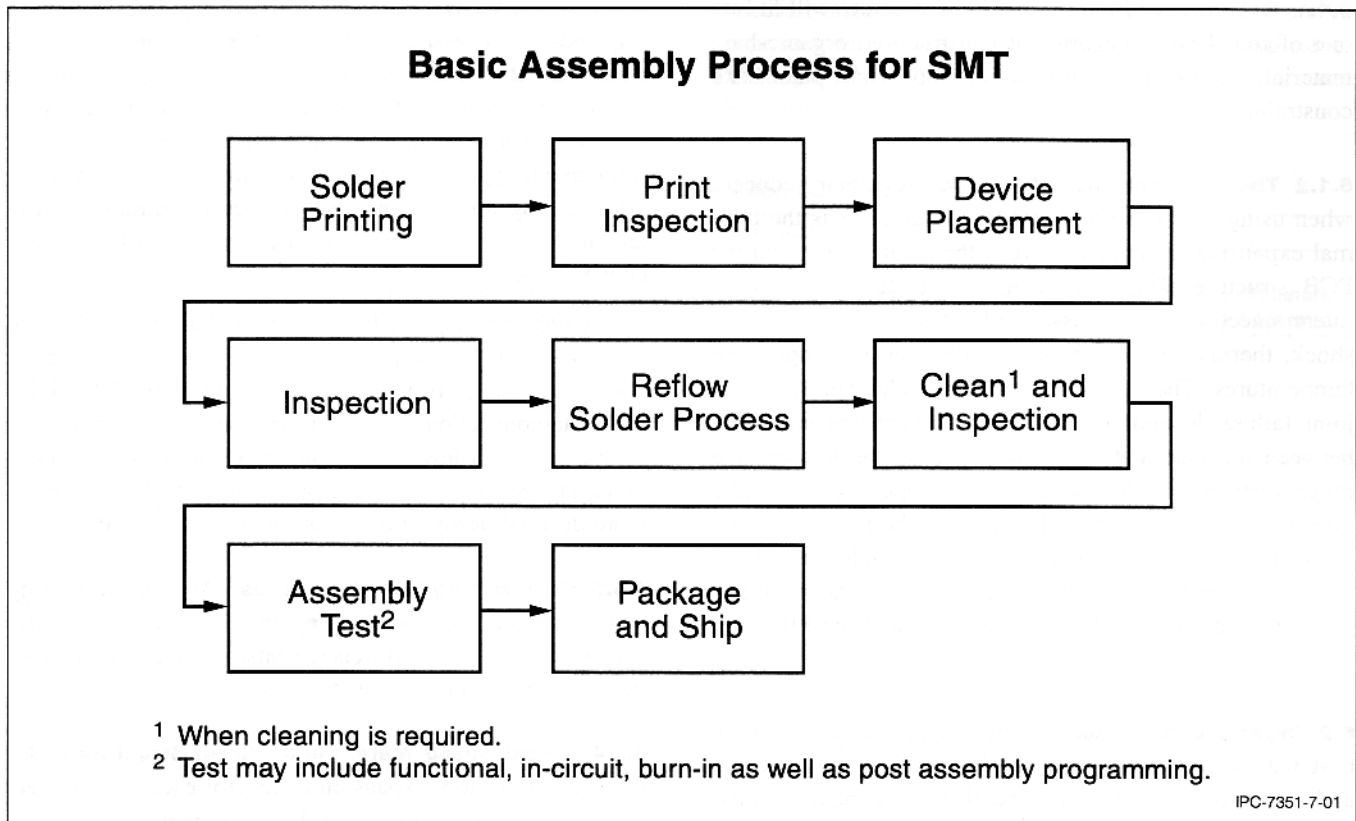 Basic Assembly Process for SMT
Solder
Printing
Print
Inspection
Device
Placement
Inspection
Reflow
Solder Process
Clean1 and
Inspection
Assembly
Test2
Package
and Ship
1 When cleaning is required.
2 Test may include functional, in-circuit, burn-in as well as post assembly programming.
IPC-7351-7-01